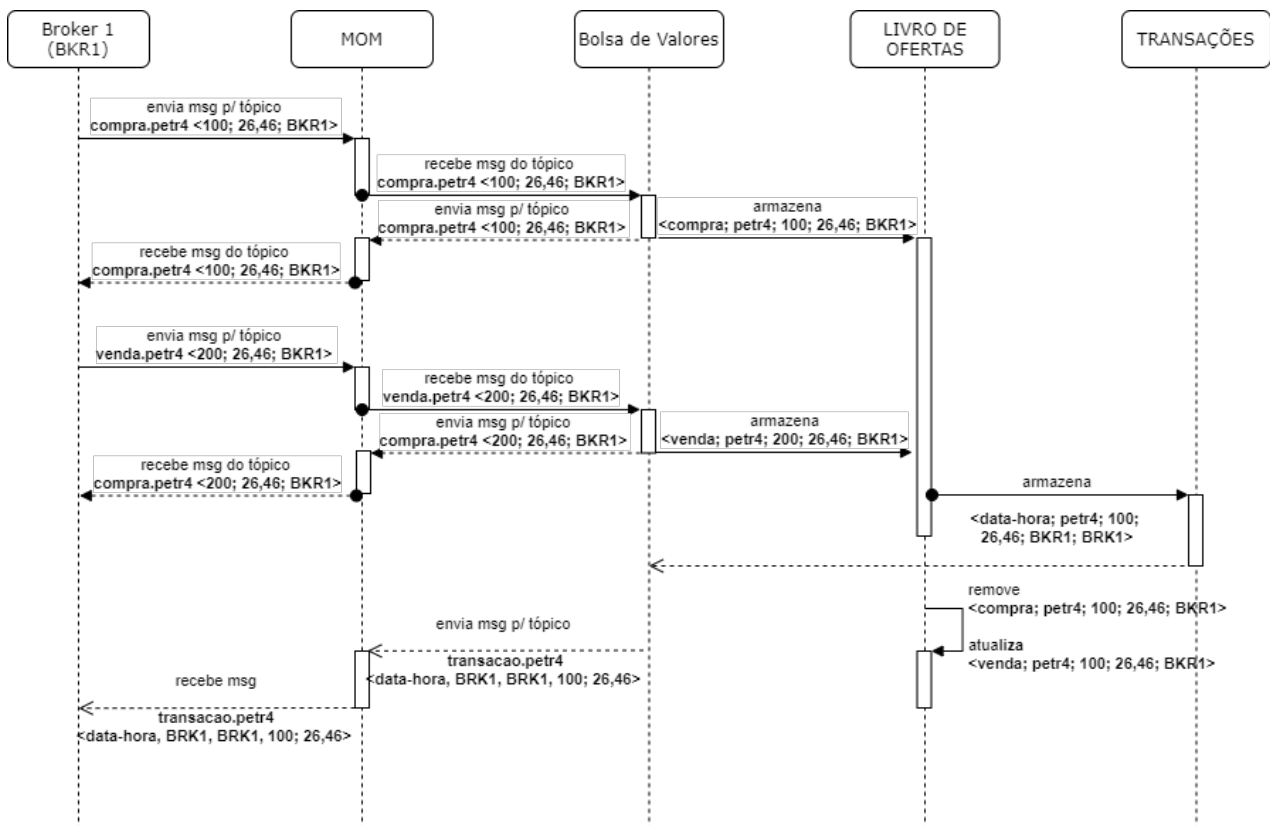 Broker 1
(BKR1)
MOM
Bolsa de Valores
LIVRO DE
OFERTAS
TRANSAÇÕES
envia msg p/ tópico
compra.petr4 <100; 26,46; BKR1>
recebe msg do tópico
compra.petr4 <100; 26,46; BKR1>
envia msg p/ tópico
compra.petr4 <100; 26,46; BKR1>
armazena
<compra; petr4; 100; 26,46; BKR1>
recebe msg do tópico
compra.petr4 <100; 26,46; BKR1>
envia msg p/ tópico
venda.petr4 <200; 26,46; BKR1>
recebe msg do tópico
venda.petr4 <200; 26,46; BKR1>
envia msg p/ tópico
compra.petr4 <200; 26,46; BKR1>
armazena
<venda; petr4; 200; 26,46; BKR1>
recebe msg do tópico
compra.petr4 <200; 26,46; BKR1>
armazena
<data-hora; petr4; 100;
26,46; BKR1; BRK1>
remove
<compra; petr4; 100; 26,46; BKR1>
envia msg p/ tópico
atualiza
<venda; petr4; 100; 26,46; BKR1>
transacao.petr4
<data-hora, BRK1, BRK1, 100; 26,46>
recebe msg
transacao.petr4
<data-hora, BRK1, BRK1, 100; 26,46>